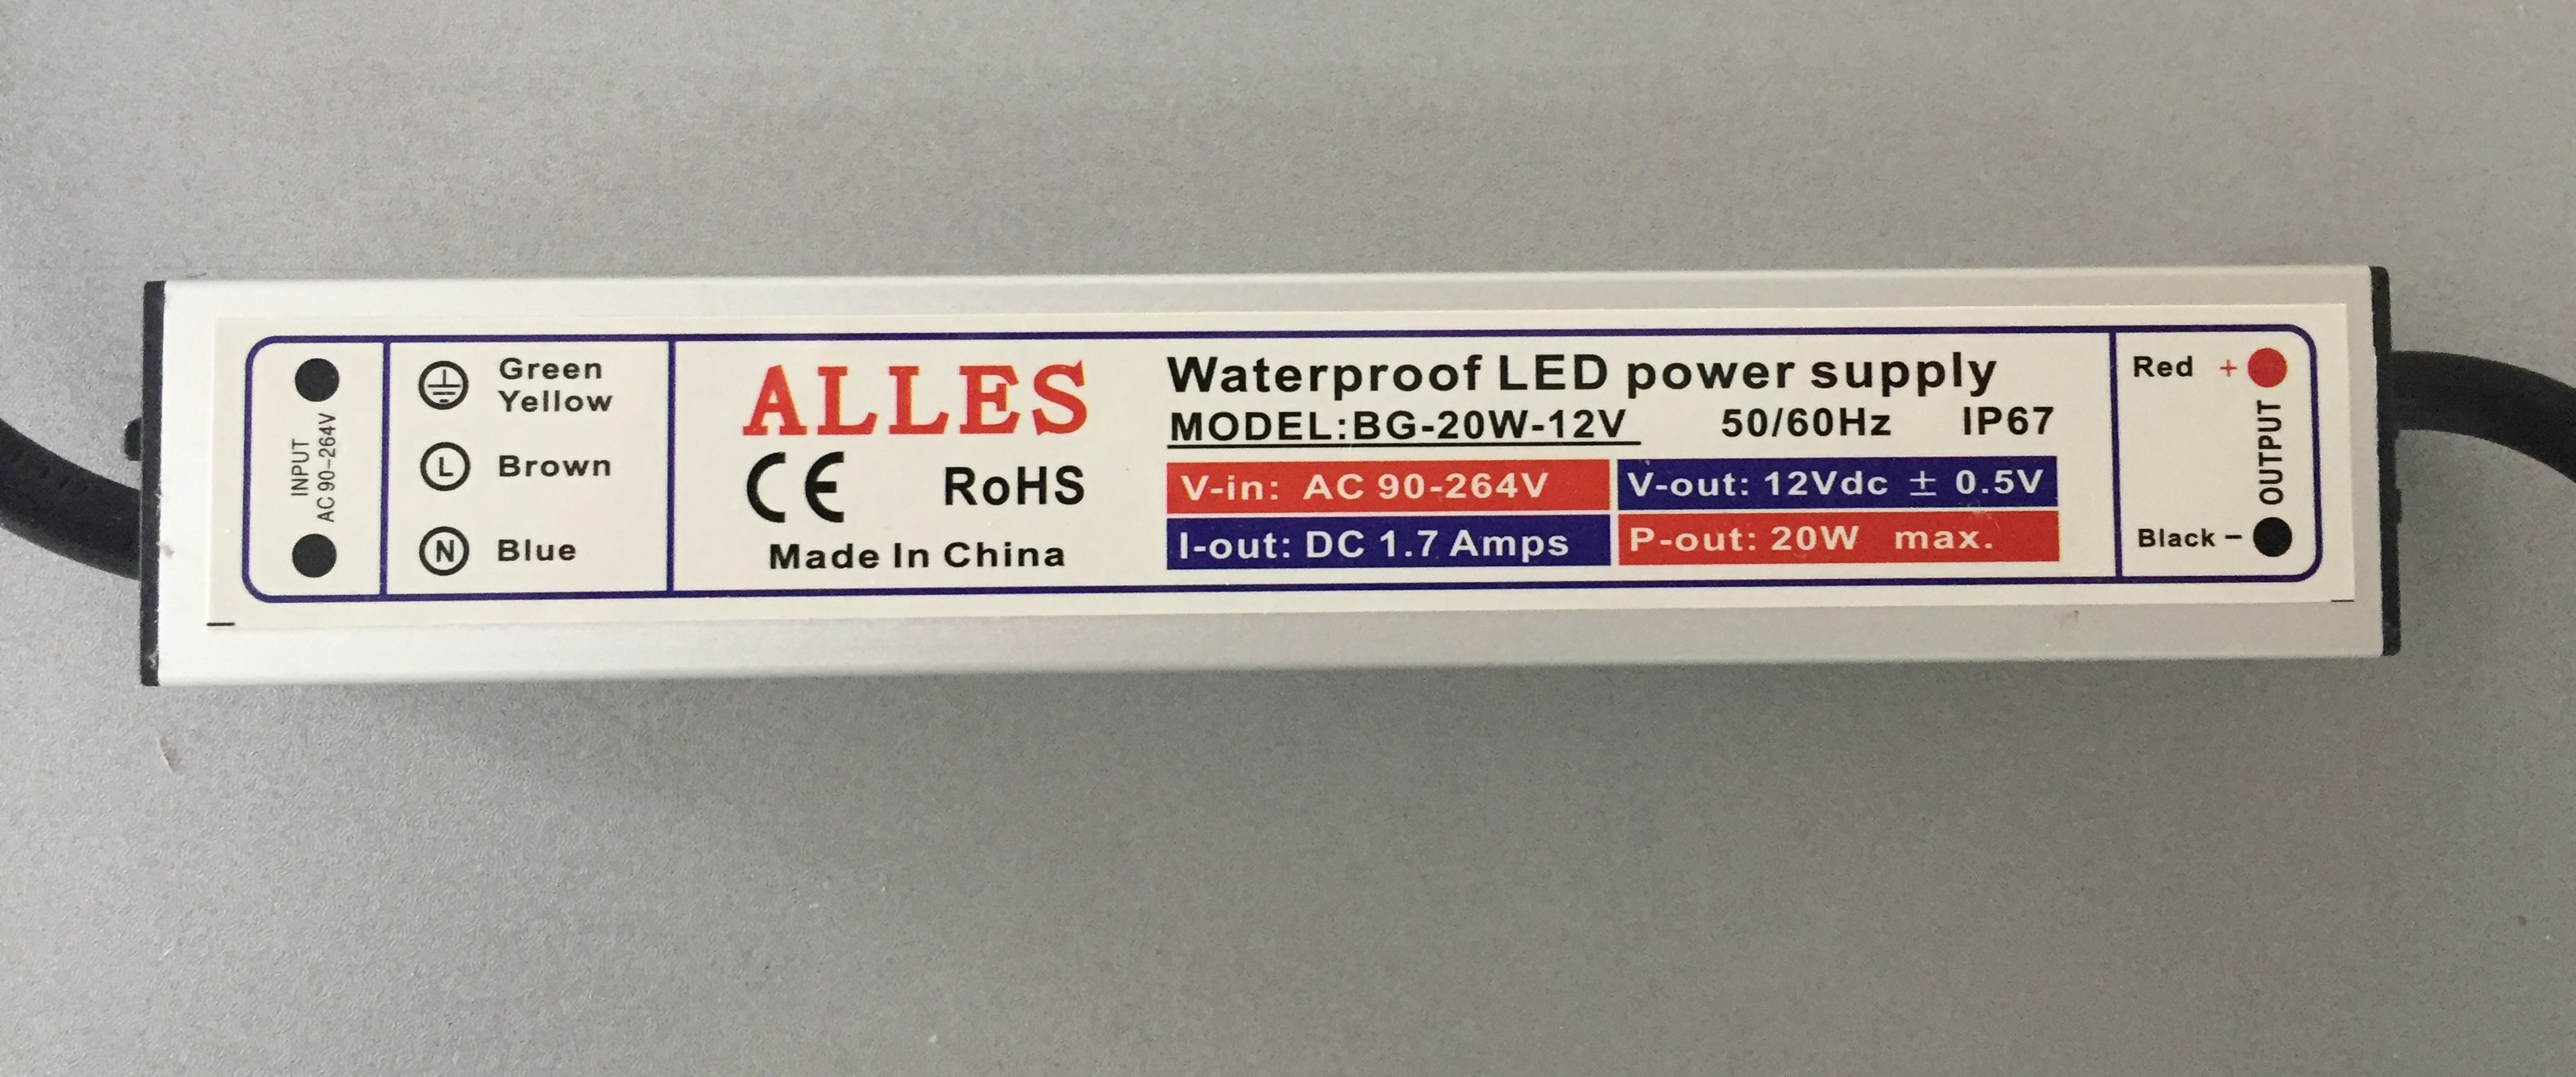 INPUT
AC 90-264V
Green
Yellow
L Brown
N Blue
ALLES
CE RoHS
Made In China
Waterproof LED power supply
MODEL:BG-20W-12V 50/60Hz IP67
V-in: AC 90-264V V-out: 12Vdc ± 0.5V
I-out: DC 1.7 Amps P-out: 20W max.
Red +
OUTPUT
Black -